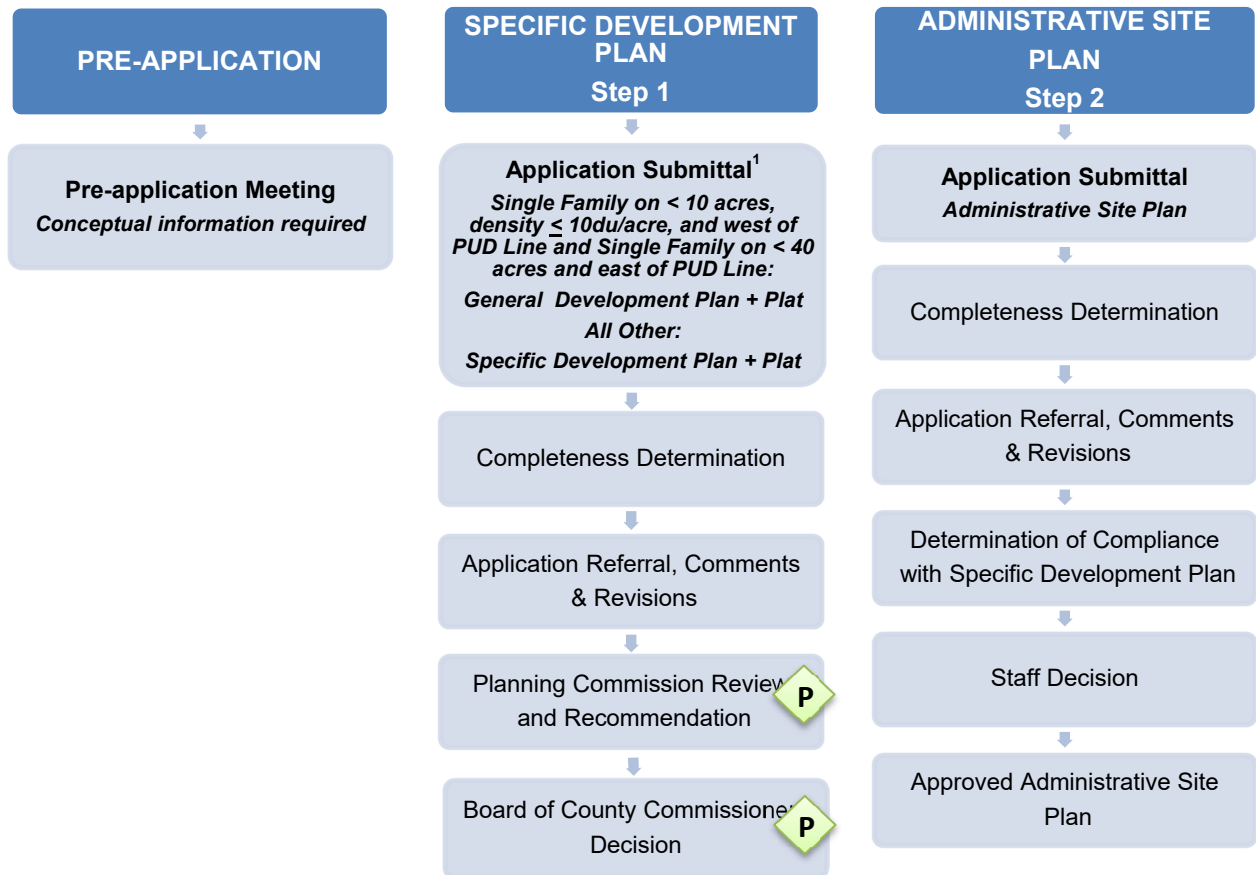 PRE-APPLICATION
Pre-application Meeting
Conceptual information required
SPECIFIC DEVELOPMENT
PLAN
Step 1
Application Submittal1
Single Family on < 10 acres,
density < 10du/acre, and west of
PUD Line and Single Family on < 40
acres and east of PUD Line:
General Development Plan + Plat
All Other:
Specific Development Plan + Plat
Completeness Determination
Application Referral, Comments
& Revisions
Planning Commission Review
and Recommendation
P
Board of County Commissioner
Decision
P
ADMINISTRATIVE SITE
PLAN
Step 2
Application Submittal
Administrative Site Plan
Completeness Determination
Application Referral, Comments
& Revisions
Determination of Compliance
with Specific Development Plan
Staff Decision
Approved Administrative Site
Plan